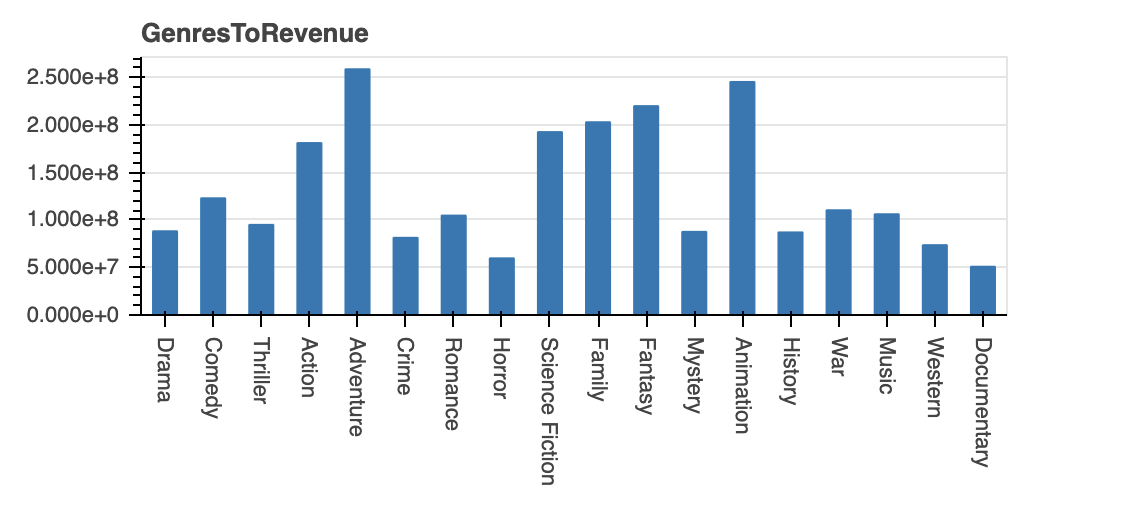 GenresToRevenue
2.500e+8
2.000e+8
1.500e+8
1.000e+8
5.000e+7
0.000e+0
Drama
Comedy
Thriller
Action
Adventure
Crime
Romance
Horror
Science Fiction
Family
Fantasy
Mystery
Animation
History
War
Music
Western
Documentary